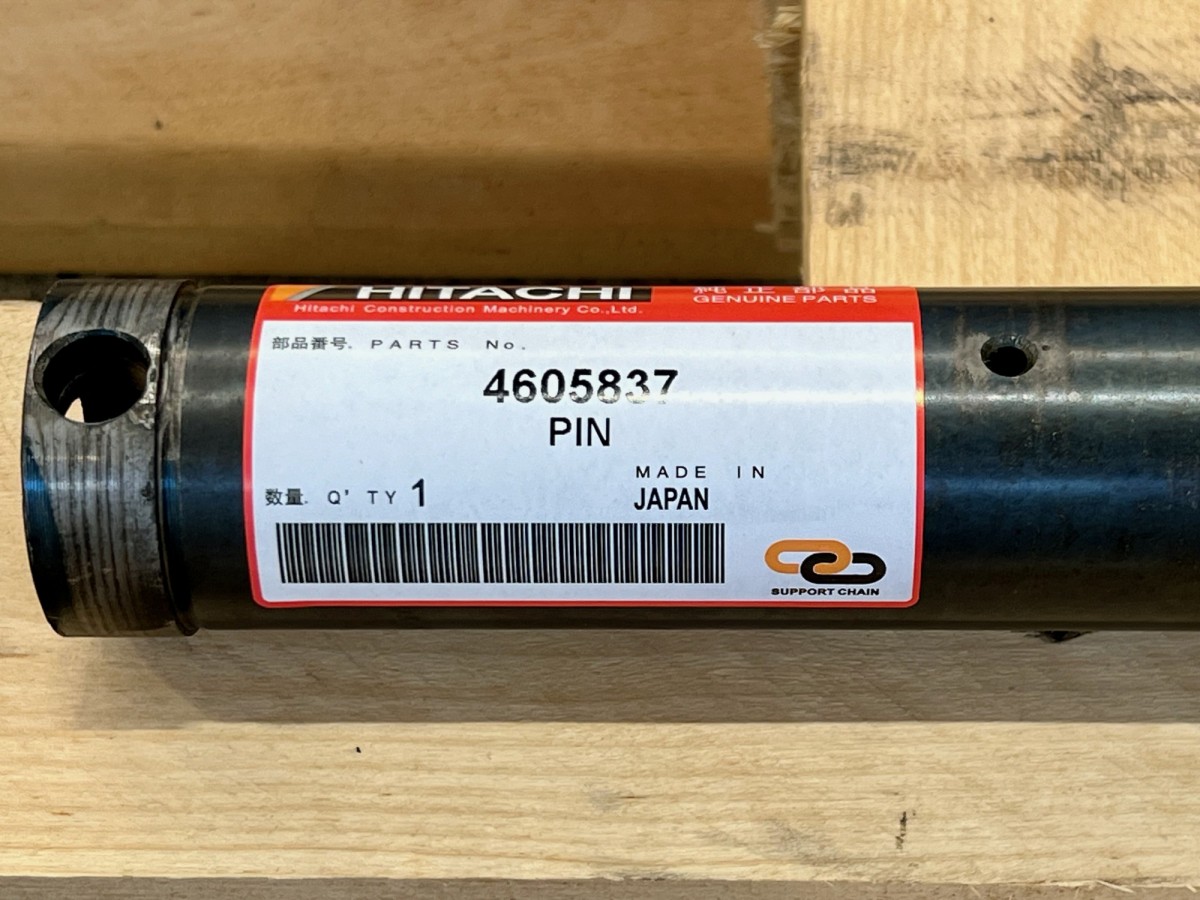 HITACHI
純正部品
Hitachi Construction Machinery Co.,Ltd.
GENUINE PARTS
部品番号. PARTS No.
4605837
PIN
MADE IN
数量. Q'TY 1
JAPAN
SUPPORT CHAIN